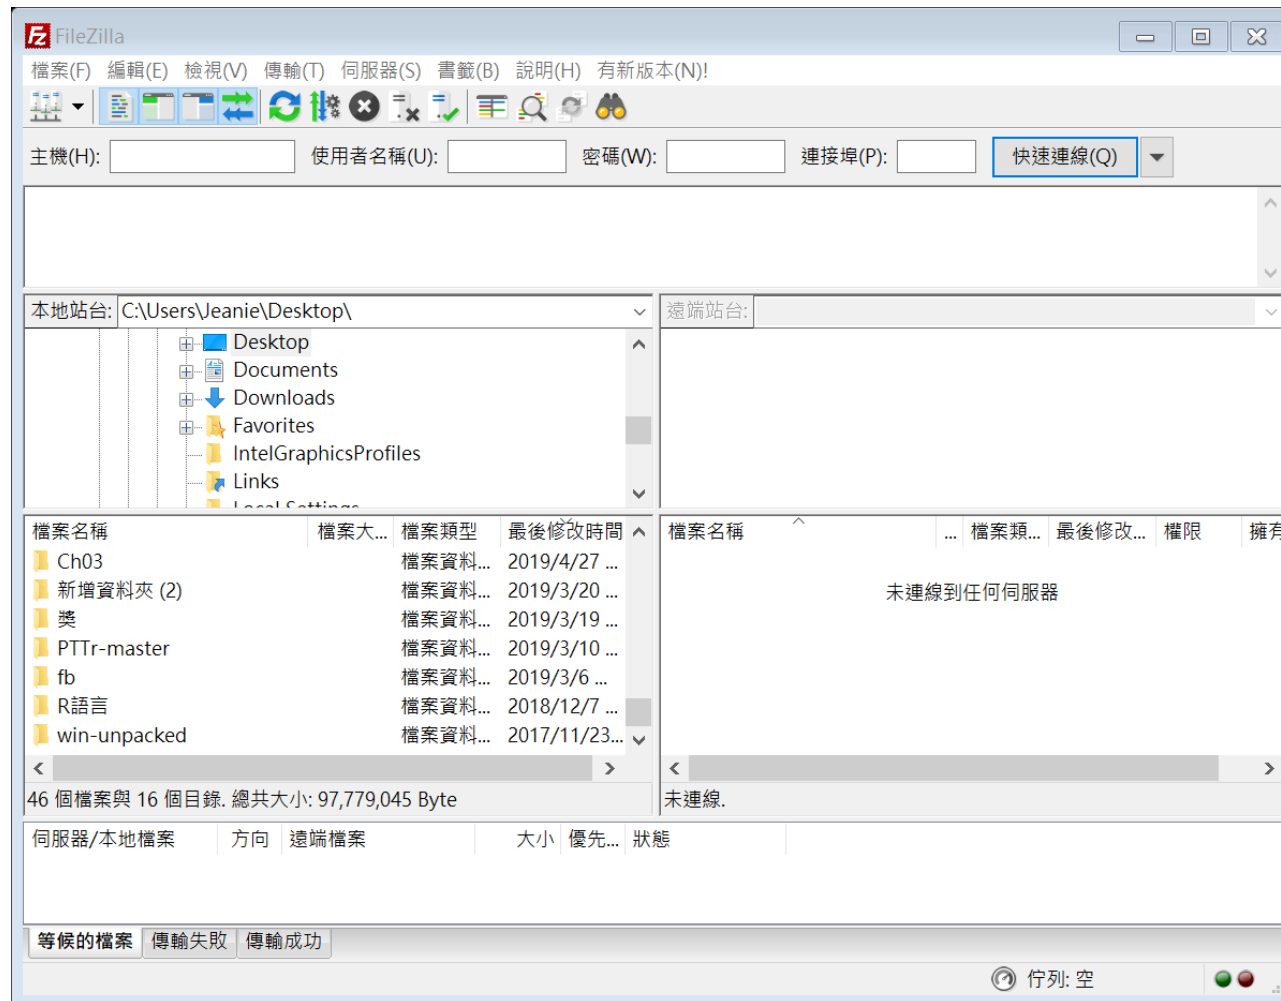 FileZilla
檔案(F) 編輯(E) 檢視(V) 傳輸(T) 伺服器(S) 書籤(B) 說明(H) 有新版本(N)!
主機(H): 使用者名稱(U): 密碼(W): 連接埠(P): 快速連線(Q)
本地站台: C:\Users\Jeanie\Desktop\
Desktop
Documents
Downloads
Favorites
IntelGraphicsProfiles
Links
Local Settings
檔案名稱 檔案大... 檔案類型 最後修改時間
Ch03 檔案資料... 2019/4/27 ...
新增資料夾 (2) 檔案資料... 2019/3/20 ...
獎 檔案資料... 2019/3/19 ...
PTTr-master 檔案資料... 2019/3/10 ...
fb 檔案資料... 2019/3/6 ...
R語言 檔案資料... 2018/12/7 ...
win-unpacked 檔案資料... 2017/11/23...
46 個檔案與 16 個目錄. 總共大小: 97,779,045 Byte
遠端站台:
檔案名稱 ... 檔案類... 最後修改... 權限 擁有
未連線到任何伺服器
未連線.
伺服器/本地檔案 方向 遠端檔案 大小 優先... 狀態
等候的檔案 傳輸失敗 傳輸成功
佇列: 空